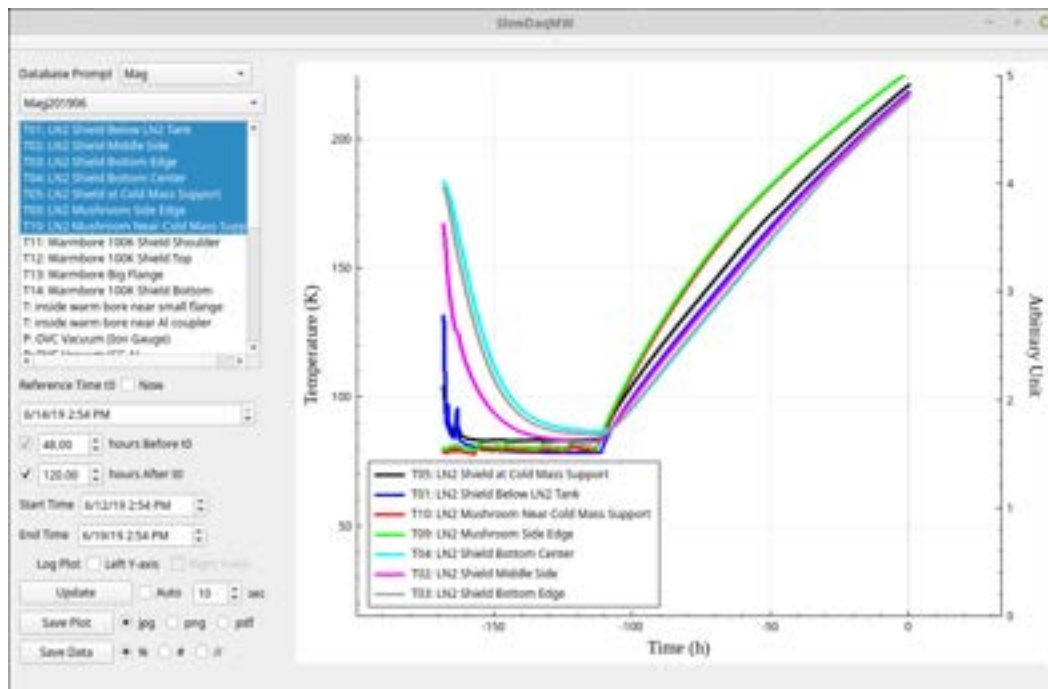 SlowDaqMW
Database Prompt Mag
Mag201906
T01: LN2 Shield Below LN2 Tank
T02: LN2 Shield Middle Side
T03: LN2 Shield Bottom Edge
T04: LN2 Shield Bottom Center
T05: LN2 Shield at Cold Mass Support
T09: LN2 Mushroom Side Edge
T10: LN2 Mushroom Near Cold Mass Supp
T11: Warmbore 100K Shield Shoulder
T12: Warmbore 100K Shield Top
T13: Warmbore Big Flange
T14: Warmbore 100K Shield Bottom
T: inside warm bore near small flange
T: inside warm bore near Al coupler
P: OVC Vacuum (Ion Gauge)
Reference Time t0 Now
6/14/19 2:54 PM
48.00 hours Before t0
120.00 hours After t0
Start Time 6/12/19 2:54 PM
End Time 6/19/19 2:54 PM
Log Plot Left Y-axis Right Y-axis
Update Auto 10 sec
Save Plot jpg png pdf
Save Data % # //
Temperature (K)
200
150
100
50
T05: LN2 Shield at Cold Mass Support
T01: LN2 Shield Below LN2 Tank
T10: LN2 Mushroom Near Cold Mass Support
T09: LN2 Mushroom Side Edge
T04: LN2 Shield Bottom Center
T02: LN2 Shield Middle Side
T03: LN2 Shield Bottom Edge
-150 -100 -50 0
Time (h)
5
4
3
2
1
0
Arbitrary Unit